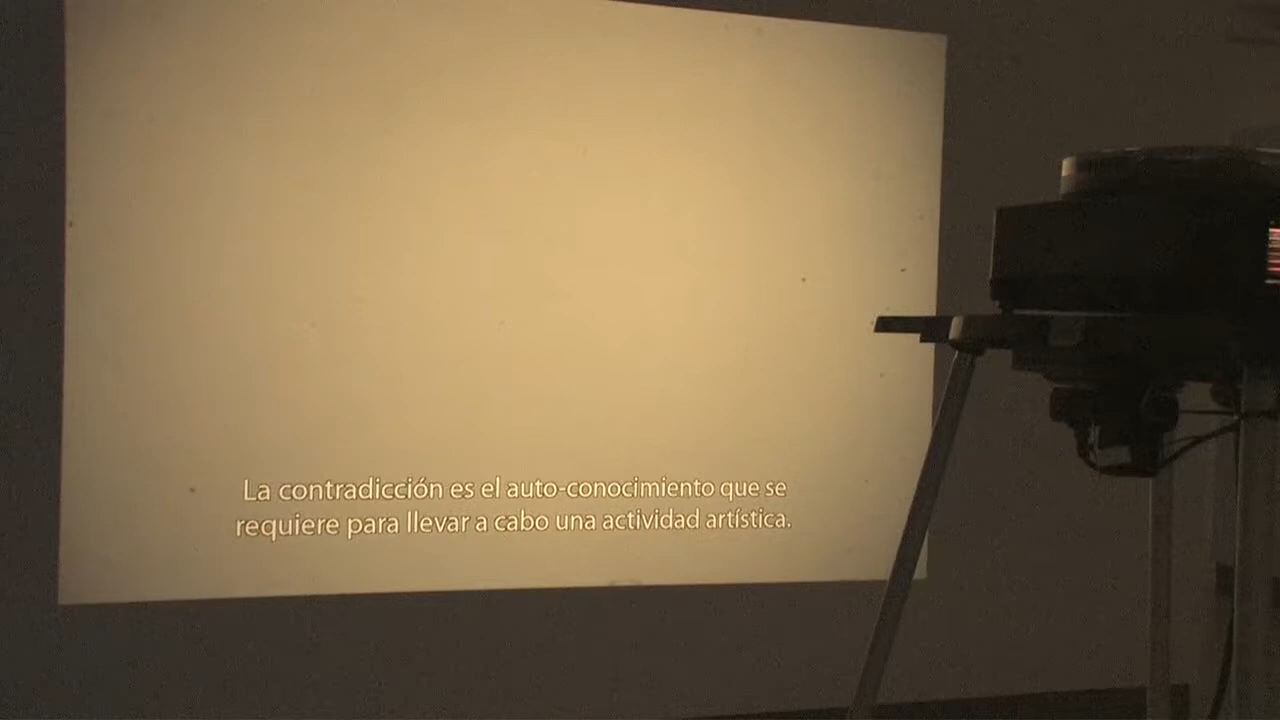 La contradicción es el auto-conocimiento que se
requiere para llevar a cabo una actividad artística.